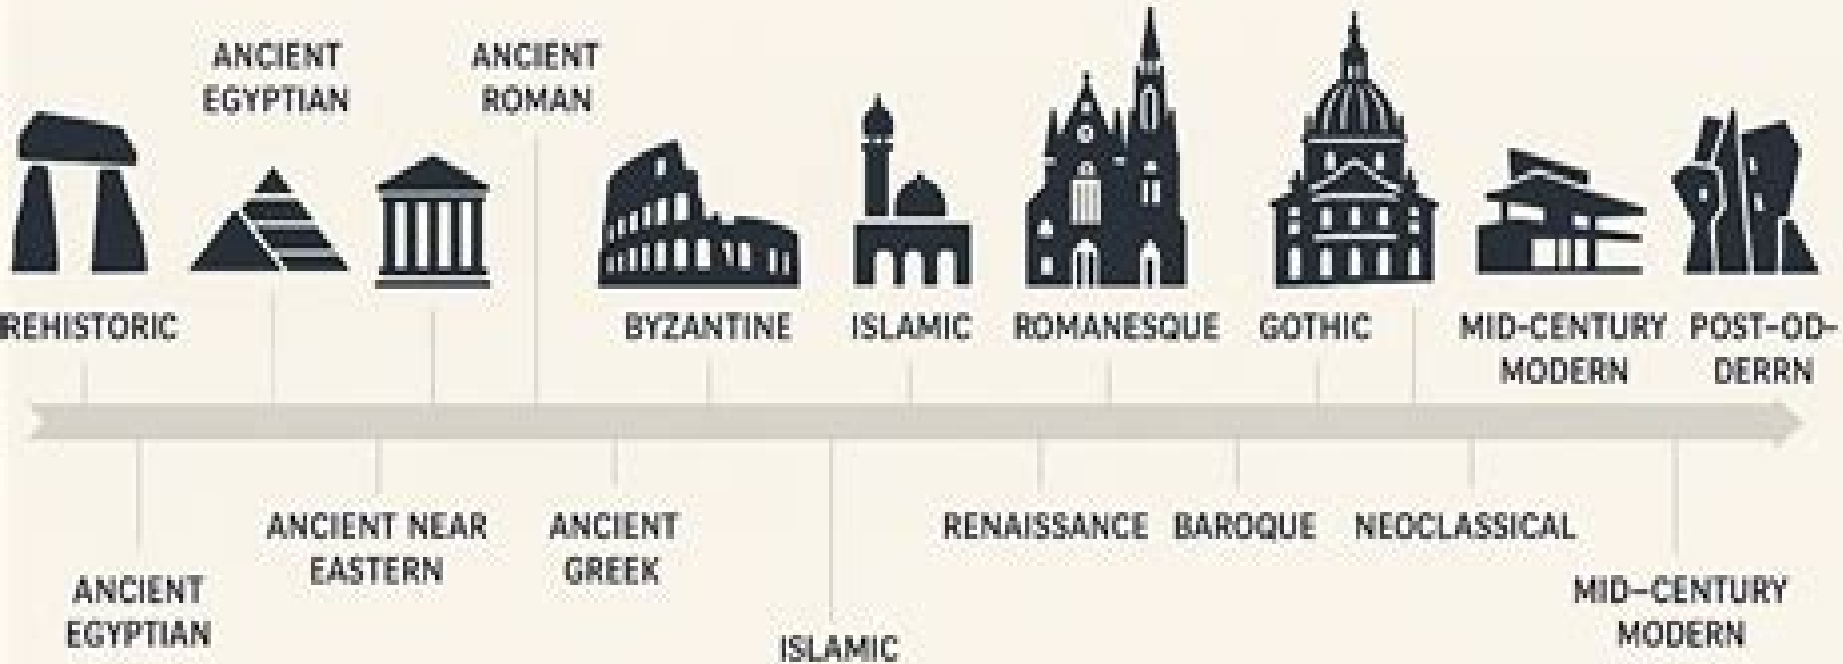 ANCIENT
EGYPTIAN
ANCIENT
ROMAN
REHISTORIC
BYZANTINE
ISLAMIC
ROMANESQUE
GOTHIC
MID-CENTURY
MODERN
POST-OD-
DERRN
ANCIENT
EGYPTIAN
ANCIENT NEAR
EASTERN
ANCIENT
GREEK
ISLAMIC
RENAISSANCE
BAROQUE
NEOCLASSICAL
MID-CENTURY
MODERN